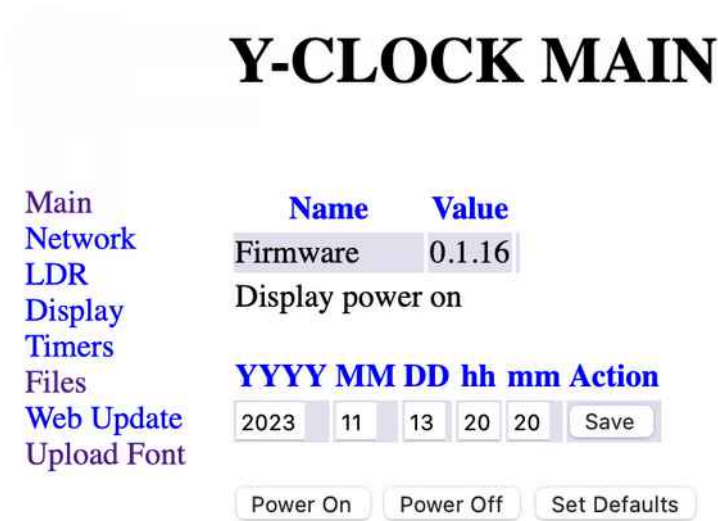 Y-CLOCK MAIN
Main
Network
LDR
Display
Timers
Files
Web Update
Upload Font
Name Value
Firmware 0.1.16
Display power on
YYYY MM DD hh mm Action
2023 11 13 20 20 Save
Power On Power Off Set Defaults